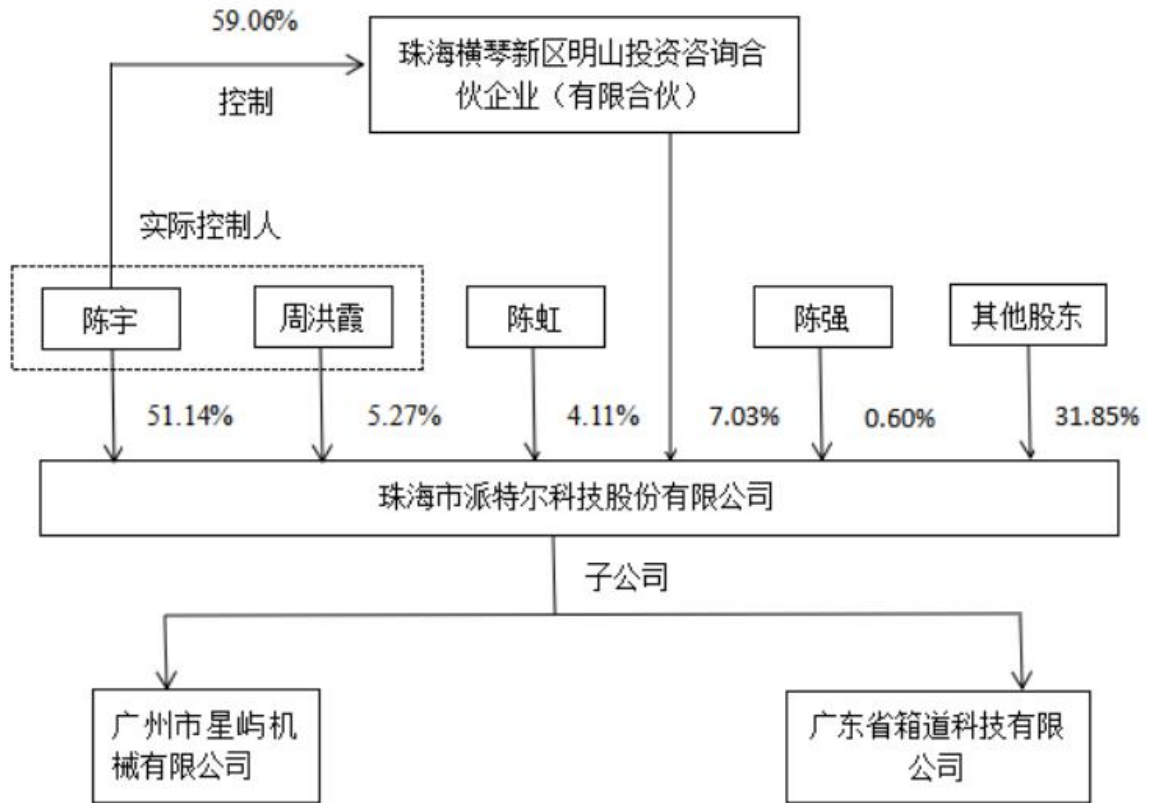 59.06%
珠海横琴新区明山投资咨询合
伙企业（有限合伙）
控制
实际控制人
陈宇
周洪霞
陈虹
陈强
其他股东
51.14%
5.27%
4.11%
7.03%
0.60%
31.85%
珠海市派特尔科技股份有限公司
子公司
广州市星屿机
械有限公司
广东省箱道科技有限
公司